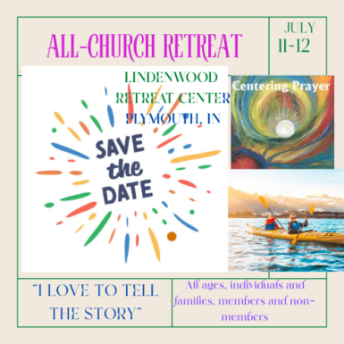 ALL-CHURCH RETREAT
JULY
11-12
LINDENWOOD
RETREAT CENTER
PLYMOUTH, IN
Centering Prayer
SAVE
the
DATE
"I LOVE TO TELL
THE STORY"
All ages, individuals and
families, members and non-
members